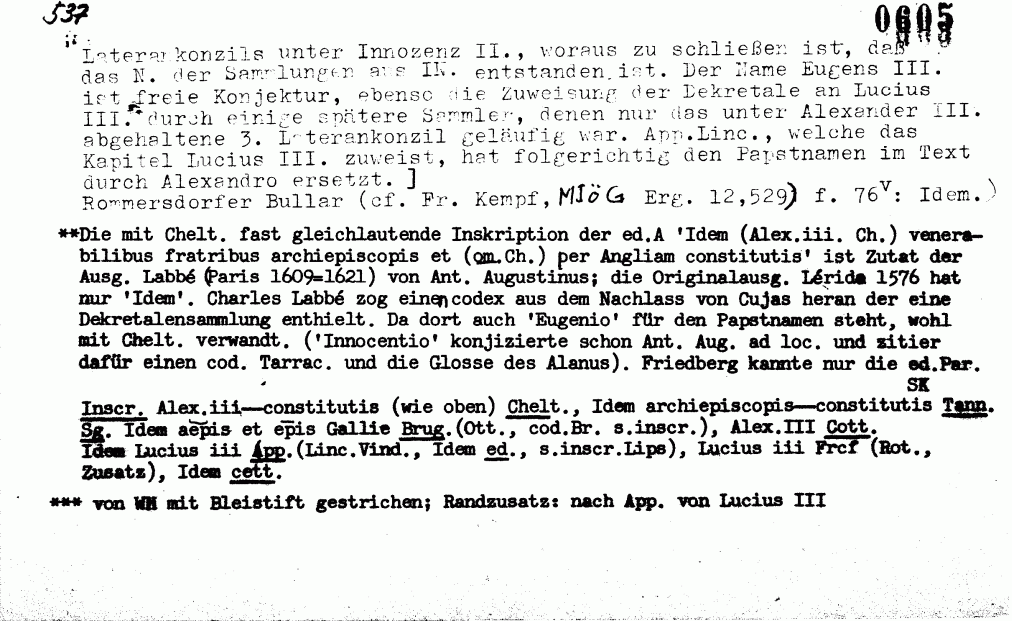 537
0605
Laterankonzils unter Innozenz II., woraus zu schließen ist, daß
das N. der Sammlungen aus II. entstanden ist. Der Name Eugens III.
ist freie Konjektur, ebenso die Zuweisung der Dekretale an Lucius
III. durch einige spätere Sammler, denen nur das unter Alexander III.
abgehaltene 3. Laterankonzil geläufig war. App.Linc., welche das
Kapitel Lucius III. zuweist, hat folgerichtig den Papstnamen im Text
durch Alexandro ersetzt. ]
Rommersdorfer Bullar (cf. Fr. Kempf, MIÖG Erg. 12,529) f. 76v: Idem.)
**Die mit Chelt. fast gleichlautende Inskription der ed.A 'Idem (Alex.iii. Ch.) venera-
bilibus fratribus archiepiscopis et (om.Ch.) per Angliam constitutis' ist Zutat der
Ausg. Labbé (Paris 1609=1621) von Ant. Augustinus; die Originalausg. Lérida 1576 hat
nur 'Idem'. Charles Labbé zog einen codex aus dem Nachlass von Cujas heran der eine
Dekretalensammlung enthielt. Da dort auch 'Eugenio' für den Papstnamen steht, wohl
mit Chelt. verwandt. ('Innocentio' konjizierte schon Ant. Aug. ad loc. und zitier
dafür einen cod. Tarrac. und die Glosse des Alanus). Friedberg kannte nur die ed.Par.
SK
Inscr. Alex.iii—constitutis (wie oben) Chelt., Idem archiepiscopis—constitutis Tann.
Sg. Idem aepis et epis Gallie Brug.(Ott., cod.Br. s.inscr.), Alex.III Cott.
Idem Lucius iii App.(Linc.Vind., Idem ed., s.inscr.Lips), Lucius iii Frcf (Rot.,
Zusatz), Idem cett.
*** von WH mit Bleistift gestrichen; Randzusatz: nach App. von Lucius III